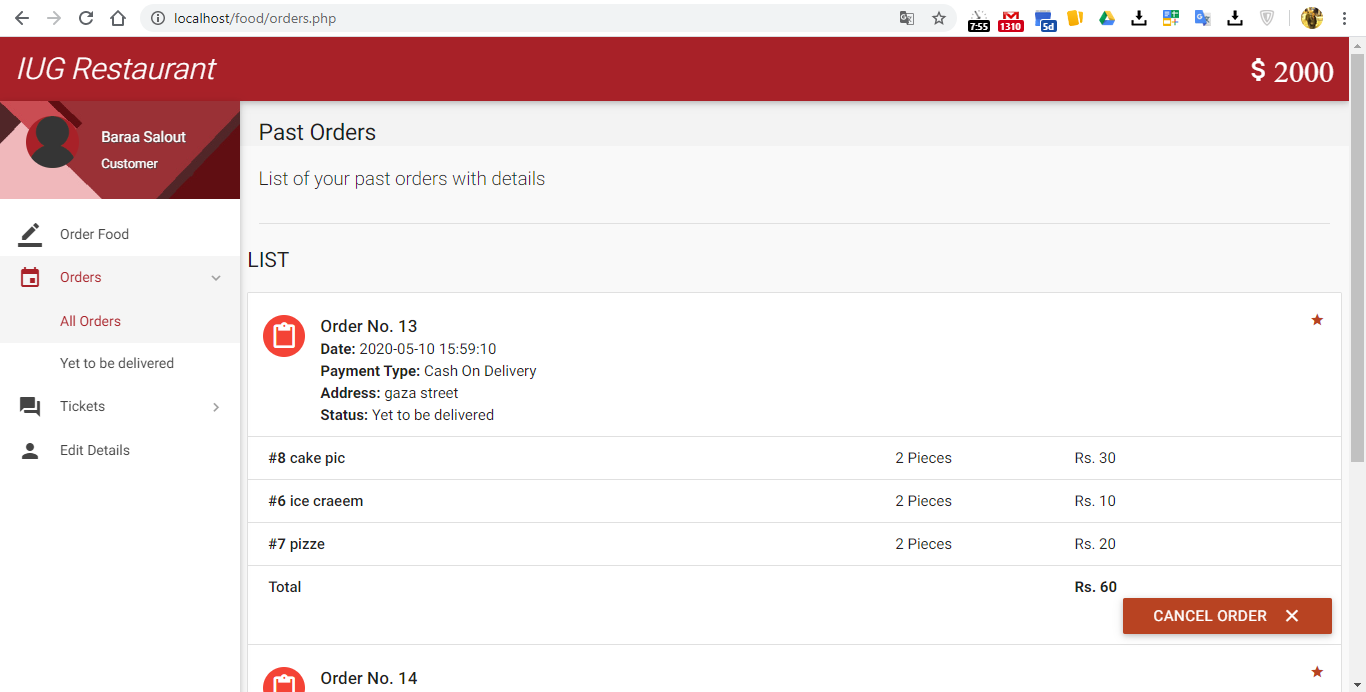 localhost/food/orders.php
7:55
1310
5d
IUG Restaurant
$ 2000
Baraa Salout
Customer
Order Food
Orders
All Orders
Yet to be delivered
Tickets
Edit Details
Past Orders
List of your past orders with details
LIST
Order No. 13
Date: 2020-05-10 15:59:10
Payment Type: Cash On Delivery
Address: gaza street
Status: Yet to be delivered
#8 cake pic 2 Pieces Rs. 30
#6 ice craeem 2 Pieces Rs. 10
#7 pizze 2 Pieces Rs. 20
Total Rs. 60
CANCEL ORDER
Order No. 14